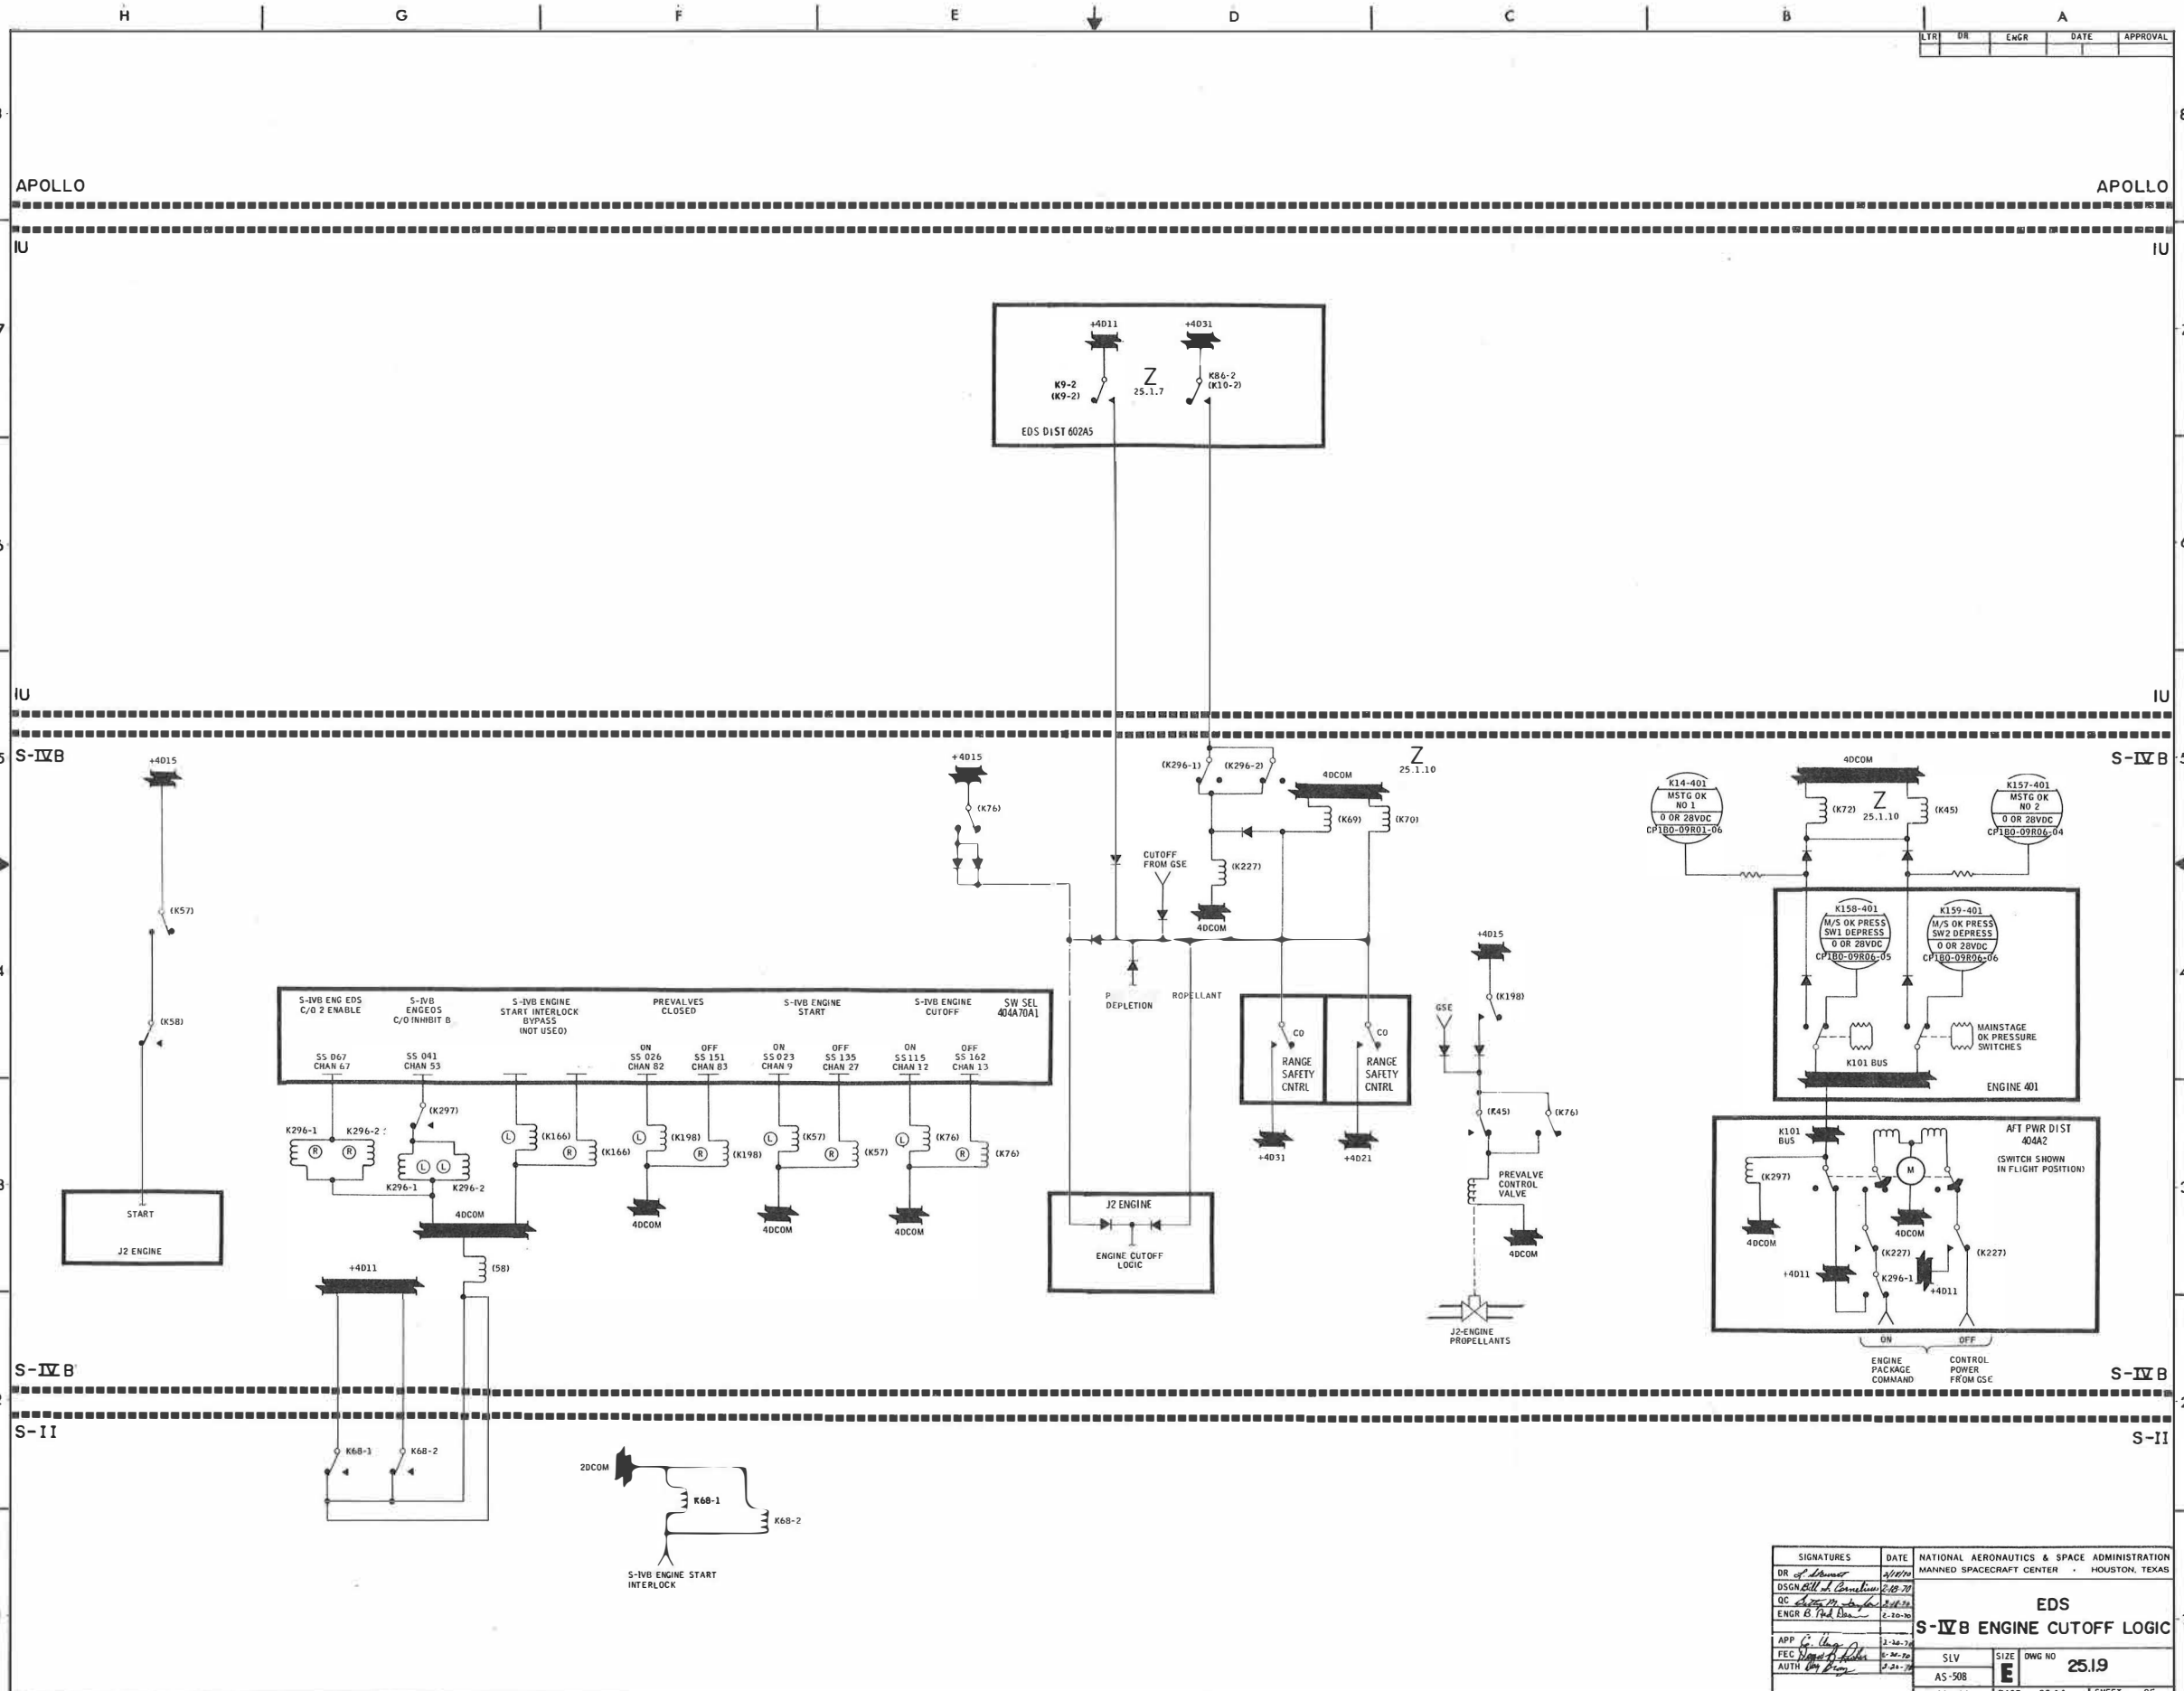 H G F E D C B A
LTR DR ENGR DATE APPROVAL
8
APOLLO APOLLO
IU IU
7
+4D11 +4D31
K9-2
(K9-2)
Z
25.1.7
K86-2
(K10-2)
EDS DIST 602A5
6
IU IU
5
S-IVB S-IVB
+4D15
(K57)
(K58)
START
J2 ENGINE
+4D15
(K76)
(K296-1) (K296-2)
4DCOM
Z
25.1.10
(K69) (K70)
CUTOFF
FROM GSE
(K227)
4DCOM
P ROPELLANT
DEPLETION
K14-401
MSTG OK
NO 1
0 OR 28VDC
CP1B0-09R01-06
4DCOM
(K72)
Z
25.1.10
(K45)
K157-401
MSTG OK
NO 2
0 OR 28VDC
CP1B0-09R06-04
4
K158-401
M/S OK PRESS
SW1 DEPRESS
0 OR 28VDC
CP1B0-09R06-05
K159-401
M/S OK PRESS
SW2 DEPRESS
0 OR 28VDC
CP1B0-09R06-06
MAINSTAGE
OK PRESSURE
SWITCHES
K101 BUS
ENGINE 401
S-IVB ENG EDS
C/O 2 ENABLE
S-IVB
ENGEOS
C/O INHIBIT B
S-IVB ENGINE
START INTERLOCK
BYPASS
(NOT USED)
PREVALVES
CLOSED
S-IVB ENGINE
START
S-IVB ENGINE
CUTOFF
SW SEL
404A70A1
SS 067
CHAN 67
SS 041
CHAN 53
ON
SS 026
CHAN 82
OFF
SS 151
CHAN 83
ON
SS 023
CHAN 9
OFF
SS 135
CHAN 27
ON
SS115
CHAN 12
OFF
SS 162
CHAN 13
CO
RANGE
SAFETY
CNTRL
CO
RANGE
SAFETY
CNTRL
+4D31 +4D21
+4D15
(K198)
GSE
(K45) (K76)
PREVALVE
CONTROL
VALVE
4DCOM
J2-ENGINE
PROPELLANTS
3
K296-1 K296-2
R R
(K297)
L L
K296-1 K296-2
L (K166)
R (K166)
L (K198)
R (K198)
L (K57)
R (K57)
L (K76)
R (K76)
4DCOM
4DCOM
4DCOM
4DCOM
(58)
+4D11
J2 ENGINE
ENGINE CUTOFF
LOGIC
K101
BUS
AFT PWR DIST
404A2
(SWITCH SHOWN
IN FLIGHT POSITION)
(K297)
M
4DCOM
4DCOM
(K227) (K227)
+4D11
K296-1
+4D11
ON OFF
ENGINE
PACKAGE
COMMAND
CONTROL
POWER
FROM GSE
S-IVB S-IVB
2
S-II S-II
K68-1 K68-2
2DCOM
K68-1
K68-2
S-IVB ENGINE START
INTERLOCK
SIGNATURES DATE
DR
DSGN Bill Cornelius 2-18-70
QC
ENGR 2-20-70
APP
FEC
AUTH
NATIONAL AERONAUTICS & SPACE ADMINISTRATION
MANNED SPACECRAFT CENTER · HOUSTON, TEXAS
EDS
S-IVB ENGINE CUTOFF LOGIC
SLV
AS-508
SIZE
E
DWG NO
25.1.9